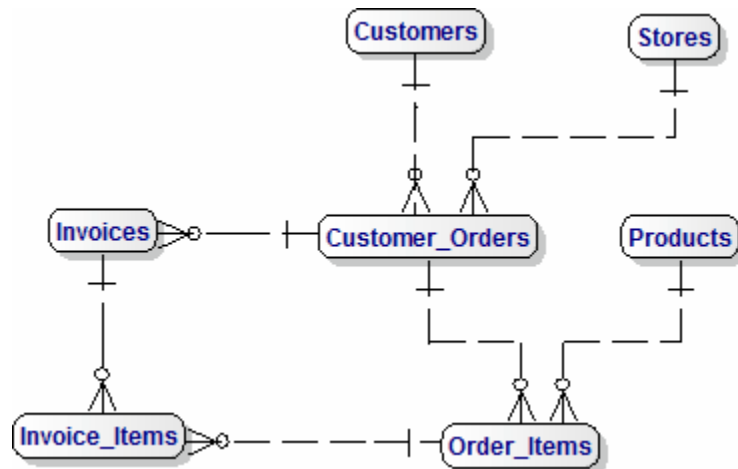 Customers
Stores
Invoices
Customer_Orders
Products
Invoice_Items
Order_Items